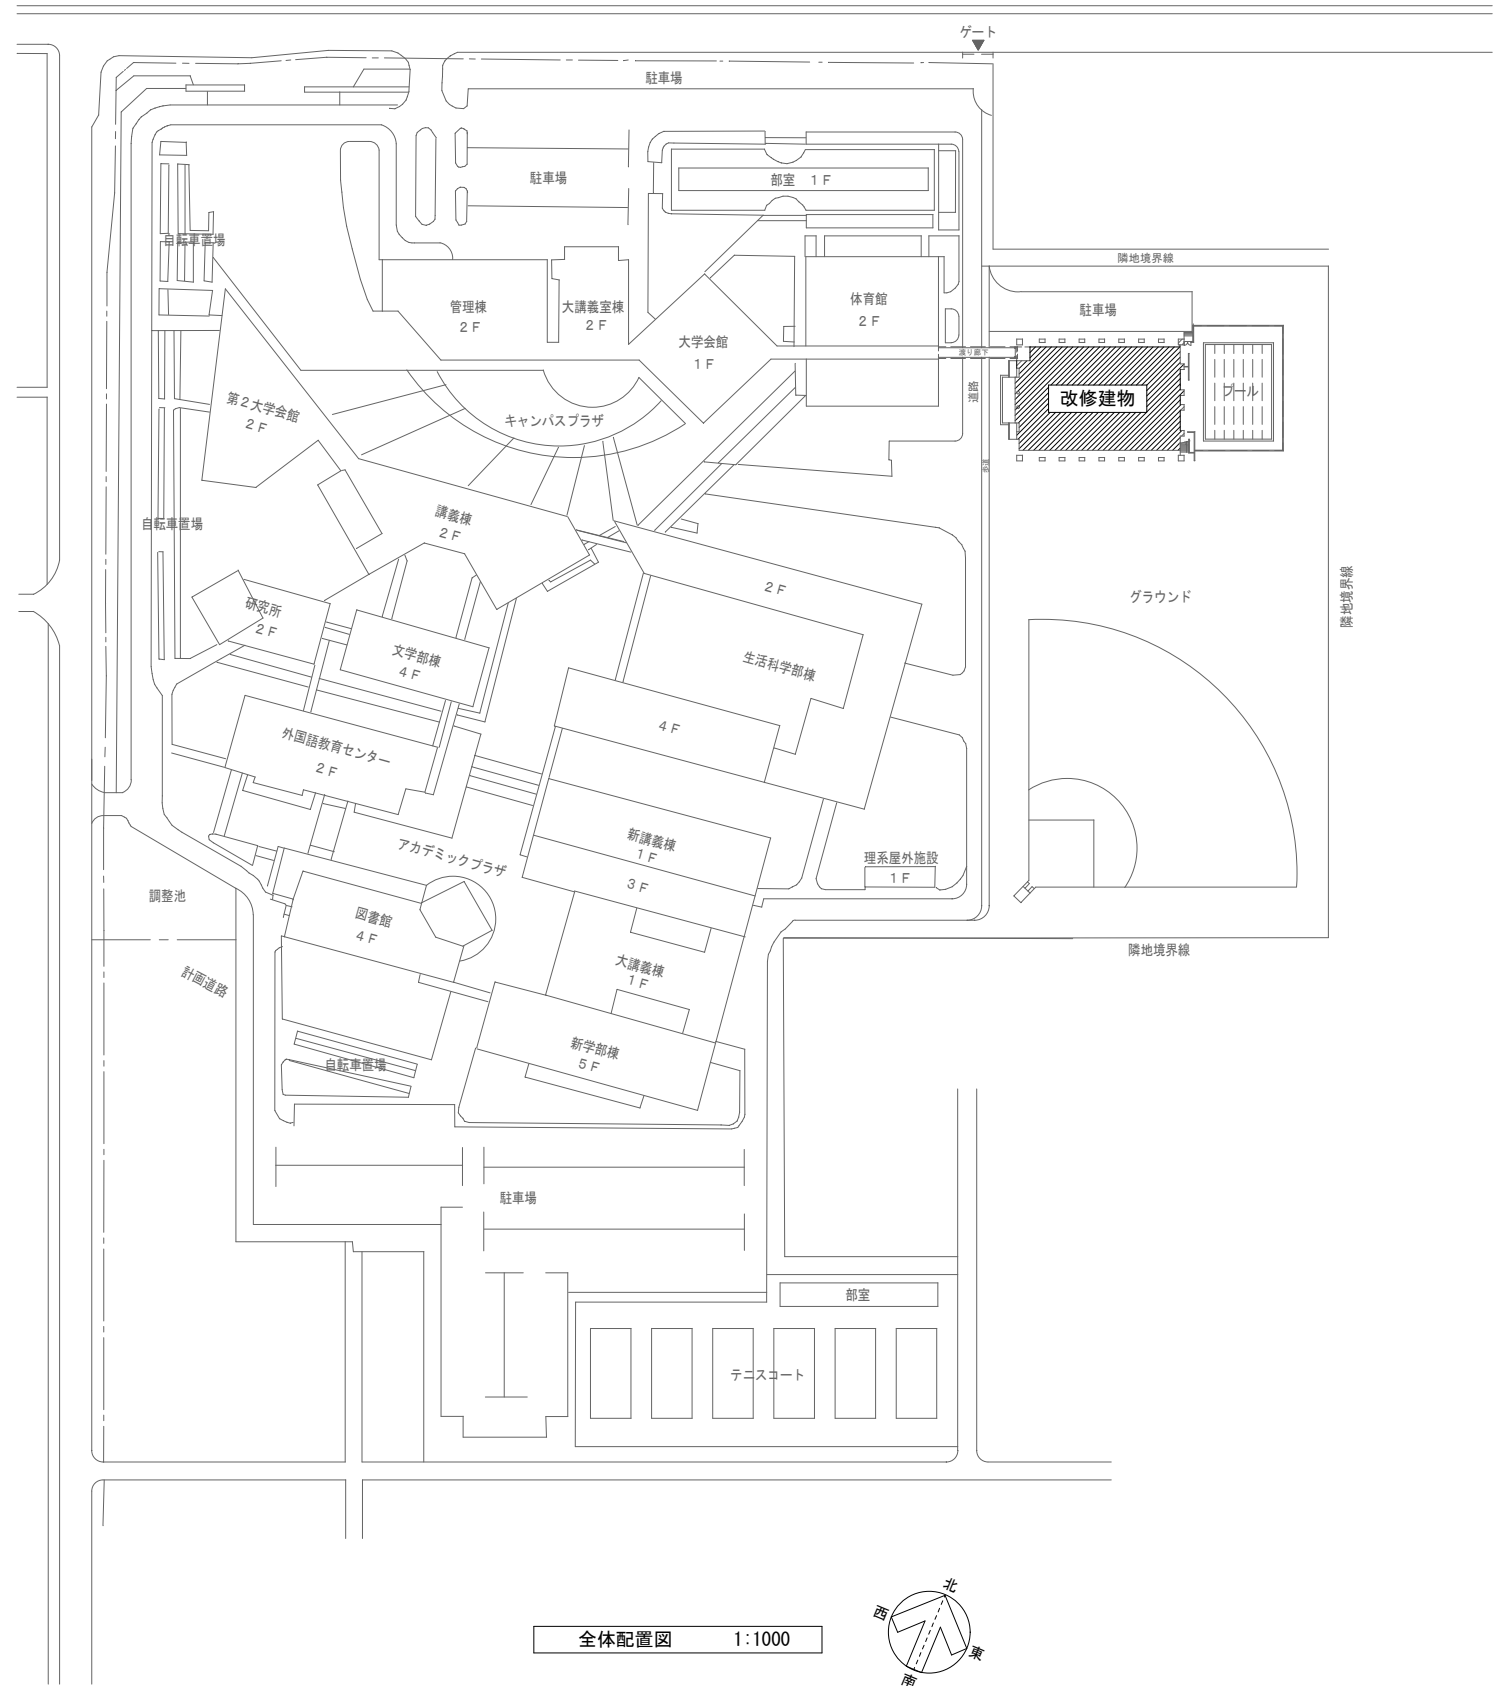 ゲート
駐車場
駐車場
部室　１Ｆ
自転車置場
隣地境界線
管理棟
２Ｆ
大講義室棟
２Ｆ
体育館
２Ｆ
駐車場
大学会館
１Ｆ
渡り廊下
道路
改修建物
プール
第２大学会館
２Ｆ
キャンパスプラザ
歩道
講義棟
２Ｆ
自転車置場
２Ｆ
グラウンド
隣地境界線
研究所
２Ｆ
文学部棟
４Ｆ
生活科学部棟
４Ｆ
外国語教育センター
２Ｆ
新講義棟
１Ｆ
アカデミックプラザ
理系屋外施設
１Ｆ
３Ｆ
調整池
図書館
４Ｆ
隣地境界線
大講義棟
１Ｆ
計画道路
新学部棟
５Ｆ
自転車置場
駐車場
部室
テニスコート
北
西
東
南
全体配置図　1:1000